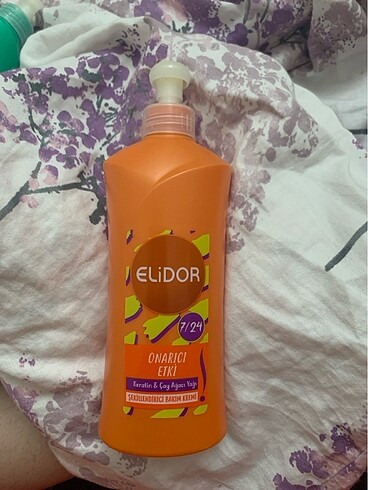 ELiDOR
7/24
ONARICI
ETKİ
Keratin & Çay Ağacı Yağı
ŞEKİLLENDİRİCİ BAKIM KREMİ